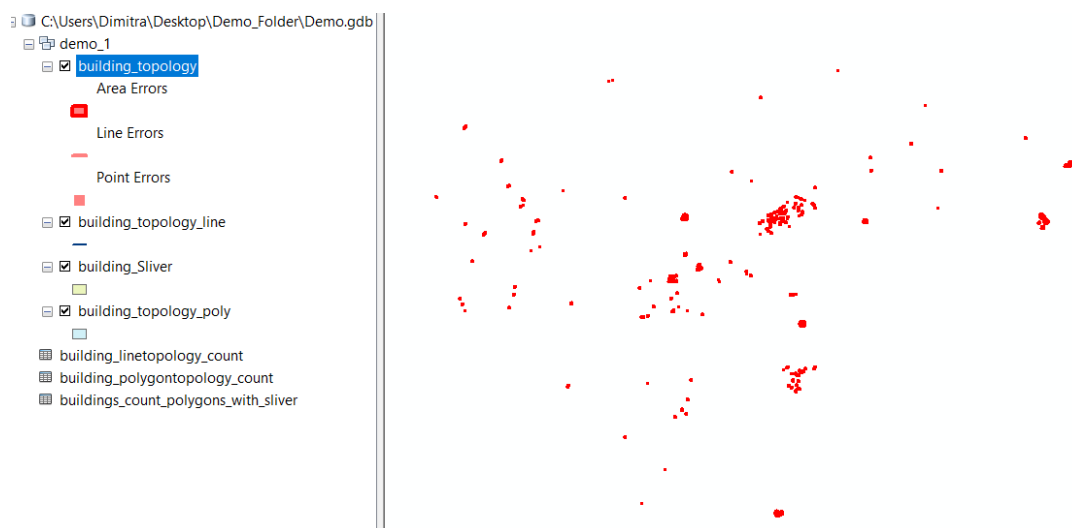 C:\Users\Dimitra\Desktop\Demo_Folder\Demo.gdb
demo_1
building_topology
Area Errors
Line Errors
Point Errors
building_topology_line
building_Sliver
building_topology_poly
building_linetopology_count
building_polygontopology_count
buildings_count_polygons_with_sliver